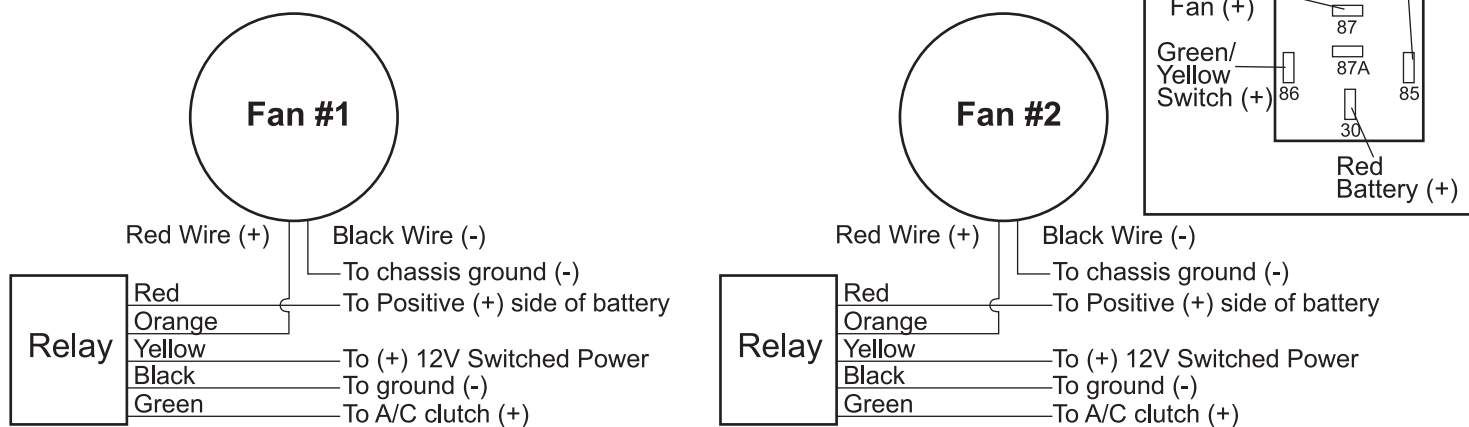 Fan (+)
87
Green/
Yellow
Switch (+)
87A
86
85
30
Red
Battery (+)
Fan #1
Red Wire (+)
Black Wire (-)
To chassis ground (-)
Relay
Red
To Positive (+) side of battery
Orange
Yellow
To (+) 12V Switched Power
Black
To ground (-)
Green
To A/C clutch (+)
Fan #2
Red Wire (+)
Black Wire (-)
To chassis ground (-)
Relay
Red
To Positive (+) side of battery
Orange
Yellow
To (+) 12V Switched Power
Black
To ground (-)
Green
To A/C clutch (+)